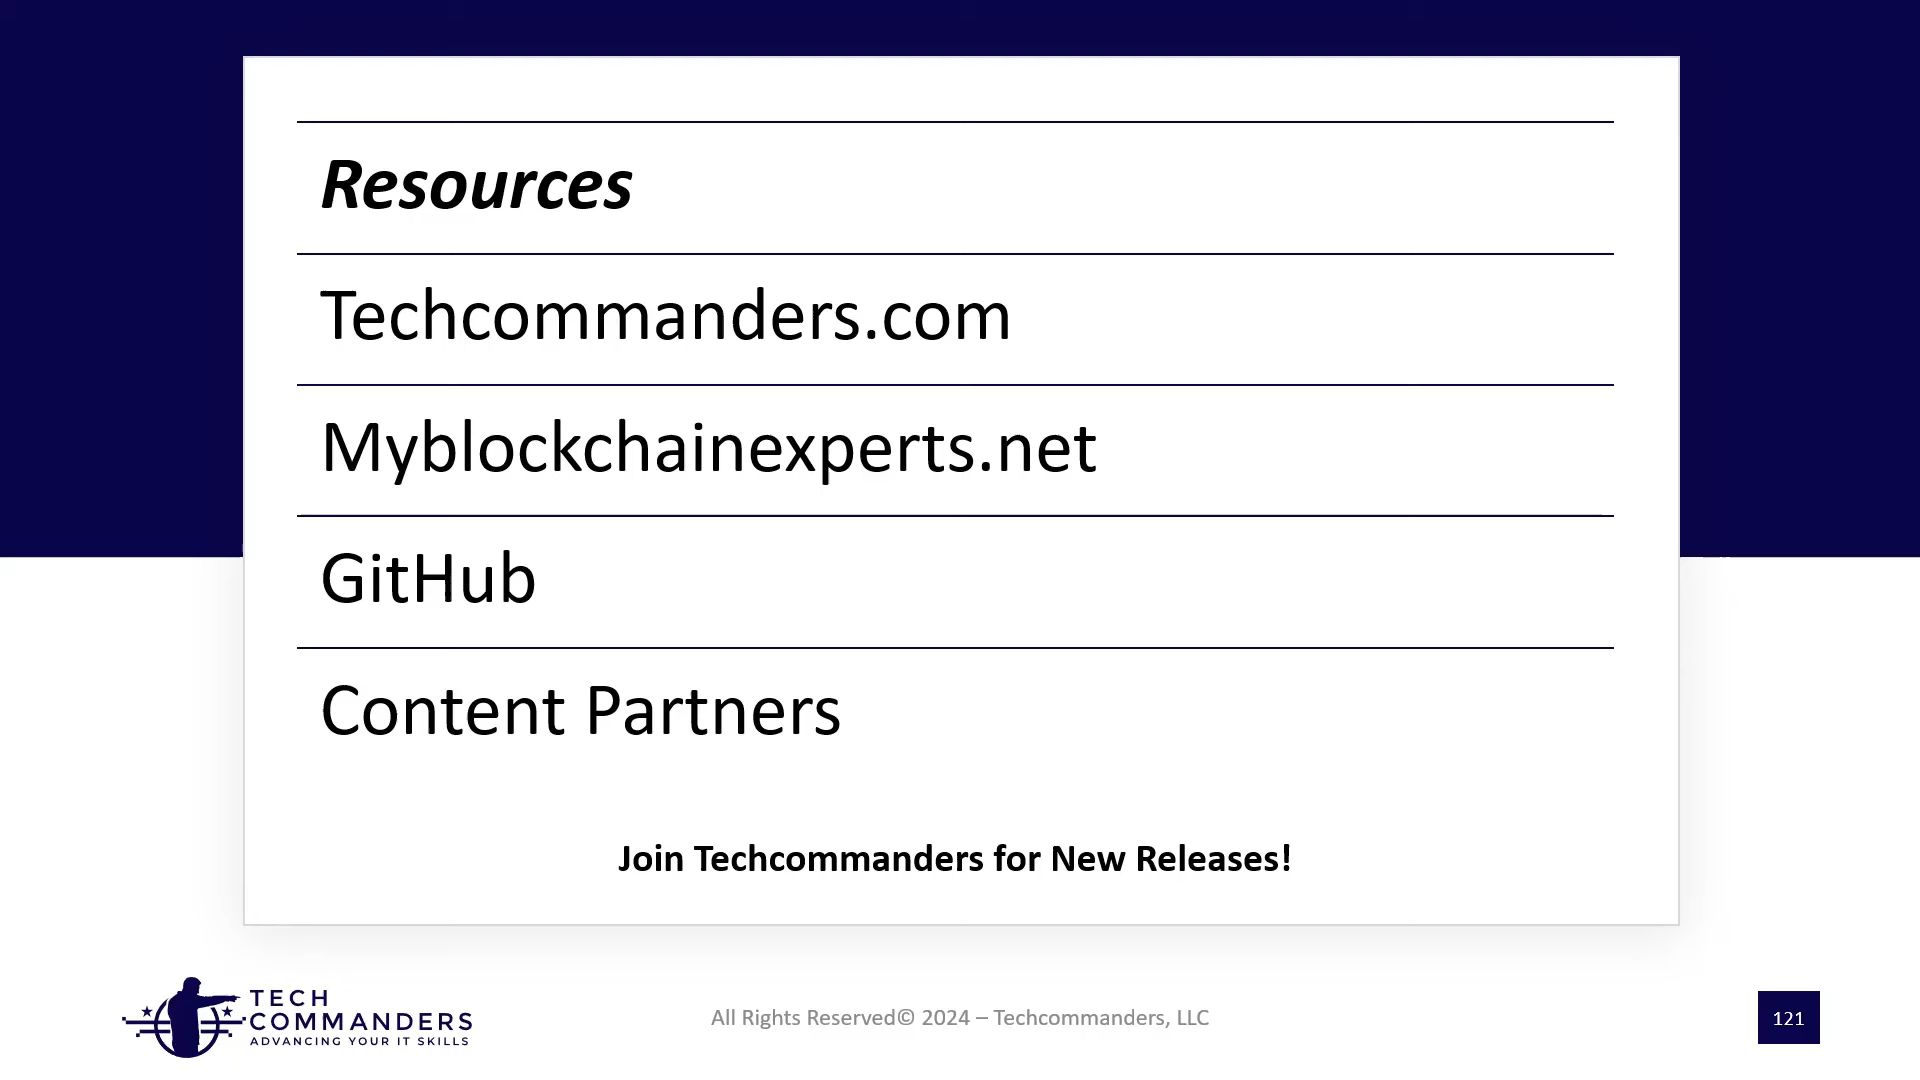 Resources
Techcommanders.com
Myblockchainexperts.net
GitHub
Content Partners
Join Techcommanders for New Releases!
TECH
COMMANDERS
ADVANCING YOUR IT SKILLS
All Rights Reserved© 2024 – Techcommanders, LLC
121